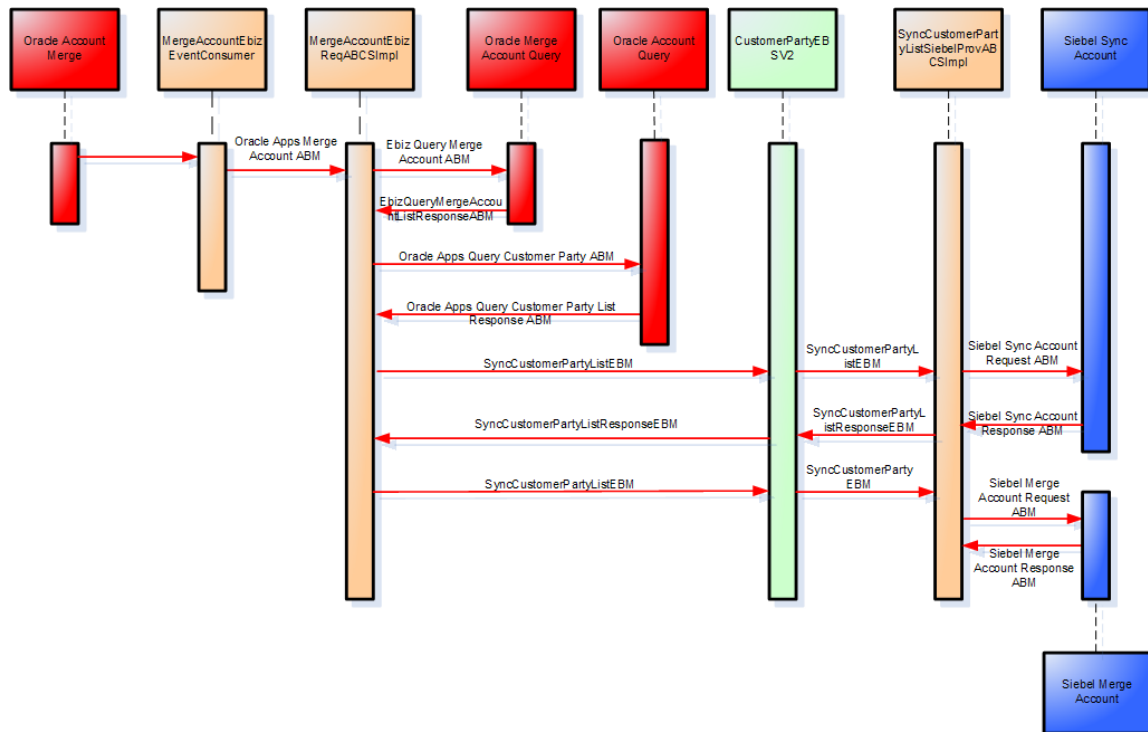 Oracle Account
Merge
MergeAccountEbiz
EventConsumer
MergeAccountEbiz
ReqABCSImpl
Oracle Merge
Account Query
Oracle Account
Query
CustomerPartyEB
SV2
SyncCustomerPart
yListSiebelProvAB
CSImpl
Siebel Sync
Account
Oracle Apps Merge
Account ABM
Ebiz Query Merge
Account ABM
EbizQueryMergeAccou
ntListResponseABM
Oracle Apps Query Customer Party ABM
Oracle Apps Query Customer Party List
Response ABM
SyncCustomerPartyListEBM
SyncCustomerPartyL
istEBM
Siebel Sync Account
Request ABM
SyncCustomerPartyListResponseEBM
SyncCustomerPartyL
istResponseEBM
Siebel Sync Account
Response ABM
SyncCustomerPartyListEBM
SyncCustomerParty
EBM
Siebel Merge
Account Request
ABM
Siebel Merge
Account Response
ABM
Siebel Merge
Account